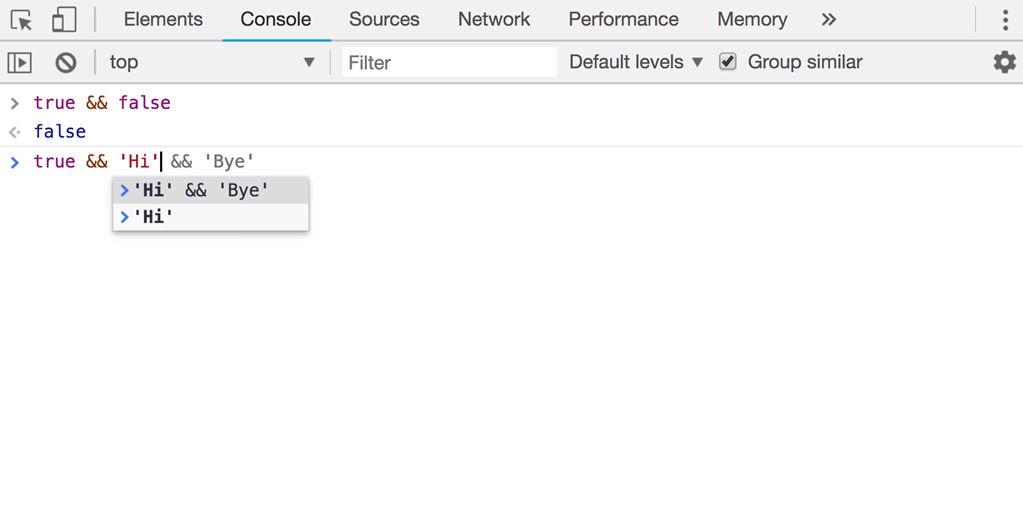 Elements Console Sources Network Performance Memory »
top ▼ Filter Default levels ▼ Group similar
> true && false
false
> true && 'Hi' && 'Bye'
> 'Hi' && 'Bye'
> 'Hi'